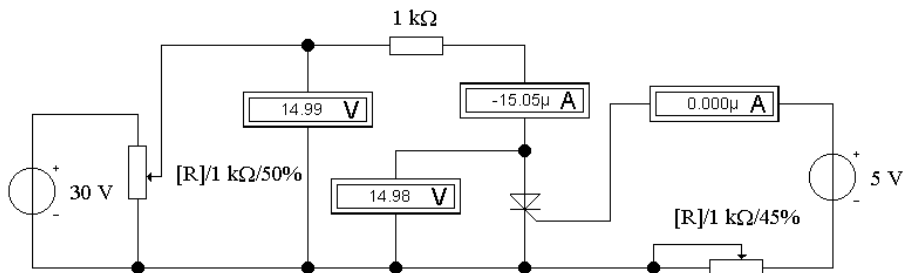 1 kΩ
14.99 V
-15.05µ A
0.000µ A
30 V
[R]/1 kΩ/50%
14.98 V
5 V
[R]/1 kΩ/45%